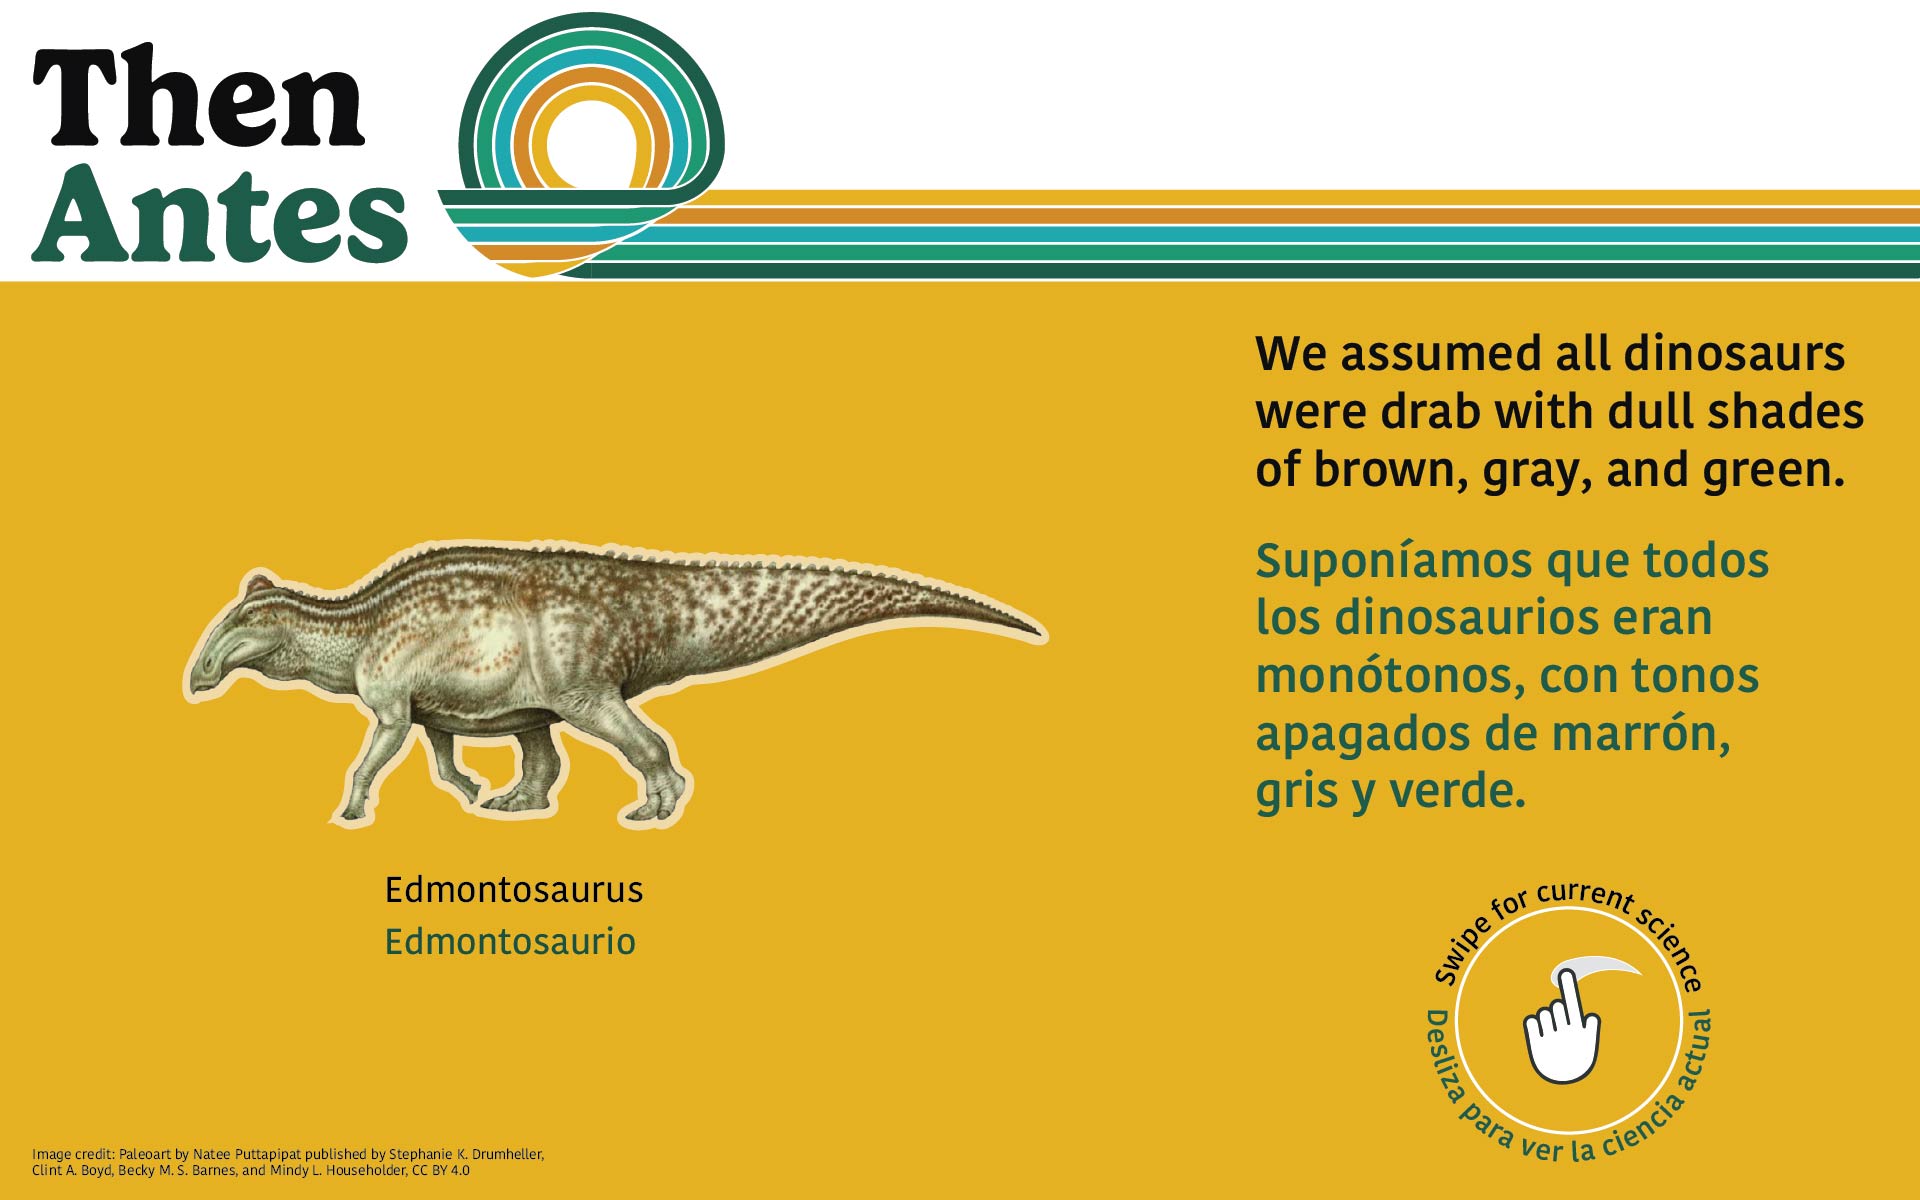 Then
Antes
We assumed all dinosaurs
were drab with dull shades
of brown, gray, and green.
Suponíamos que todos
los dinosaurios eran
monótonos, con tonos
apagados de marrón,
gris y verde.
Edmontosaurus
Edmontosaurio
Swipe for current science
Desliza para ver la ciencia actual
Image credit: Paleoart by Natee Puttapipat published by Stephanie K. Drumheller,
Clint A. Boyd, Becky M. S. Barnes, and Mindy L. Householder, CC BY 4.0